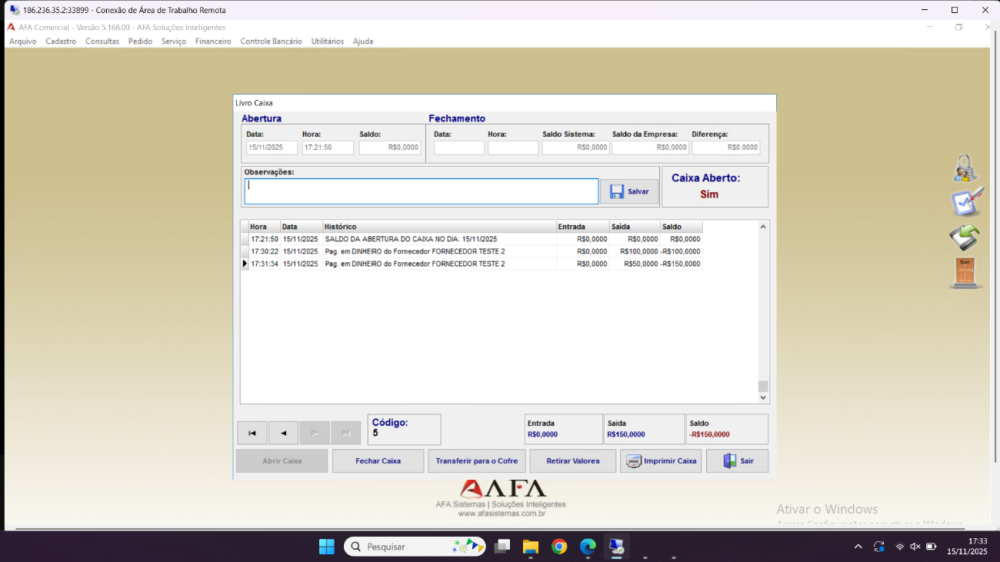 186.236.35.2:33899 - Conexão de Área de Trabalho Remota
AFA Comercial - Versão 5.168.00 - AFA Soluções Inteligentes
Arquivo Cadastro Consultas Pedido Serviço Financeiro Controle Bancário Utilitários Ajuda
Livro Caixa
Abertura Fechamento
Data: Hora: Saldo: Data: Hora: Saldo Sistema: Saldo da Empresa: Diferença:
15/11/2025 17:21:50 R$0,0000 R$0,0000 R$0,0000 R$0,0000
Observações:
Salvar
Caixa Aberto:
Sim
Hora Data Histórico Entrada Saida Saldo
17:21:50 15/11/2025 SALDO DA ABERTURA DO CAIXA NO DIA: 15/11/2025 R$0,0000 R$0,0000 R$0,0000
17:30:22 15/11/2025 Pag. em DINHEIRO do Fornecedor FORNECEDOR TESTE 2 R$0,0000 R$100,0000 -R$100,0000
17:31:34 15/11/2025 Pag. em DINHEIRO do Fornecedor FORNECEDOR TESTE 2 R$0,0000 R$50,0000 -R$150,0000
Sair
Código:
5
Entrada Saida Saldo
R$0,0000 R$150,0000 -R$150,0000
Abrir Caixa Fechar Caixa Transferir para o Cofre Retirar Valores Imprimir Caixa Sair
AFA
AFA Sistemas | Soluções Inteligentes
www.afasistemas.com.br
Ativar o Windows
Acesse Configurações para ativar o Windows.
Pesquisar
17:33
15/11/2025